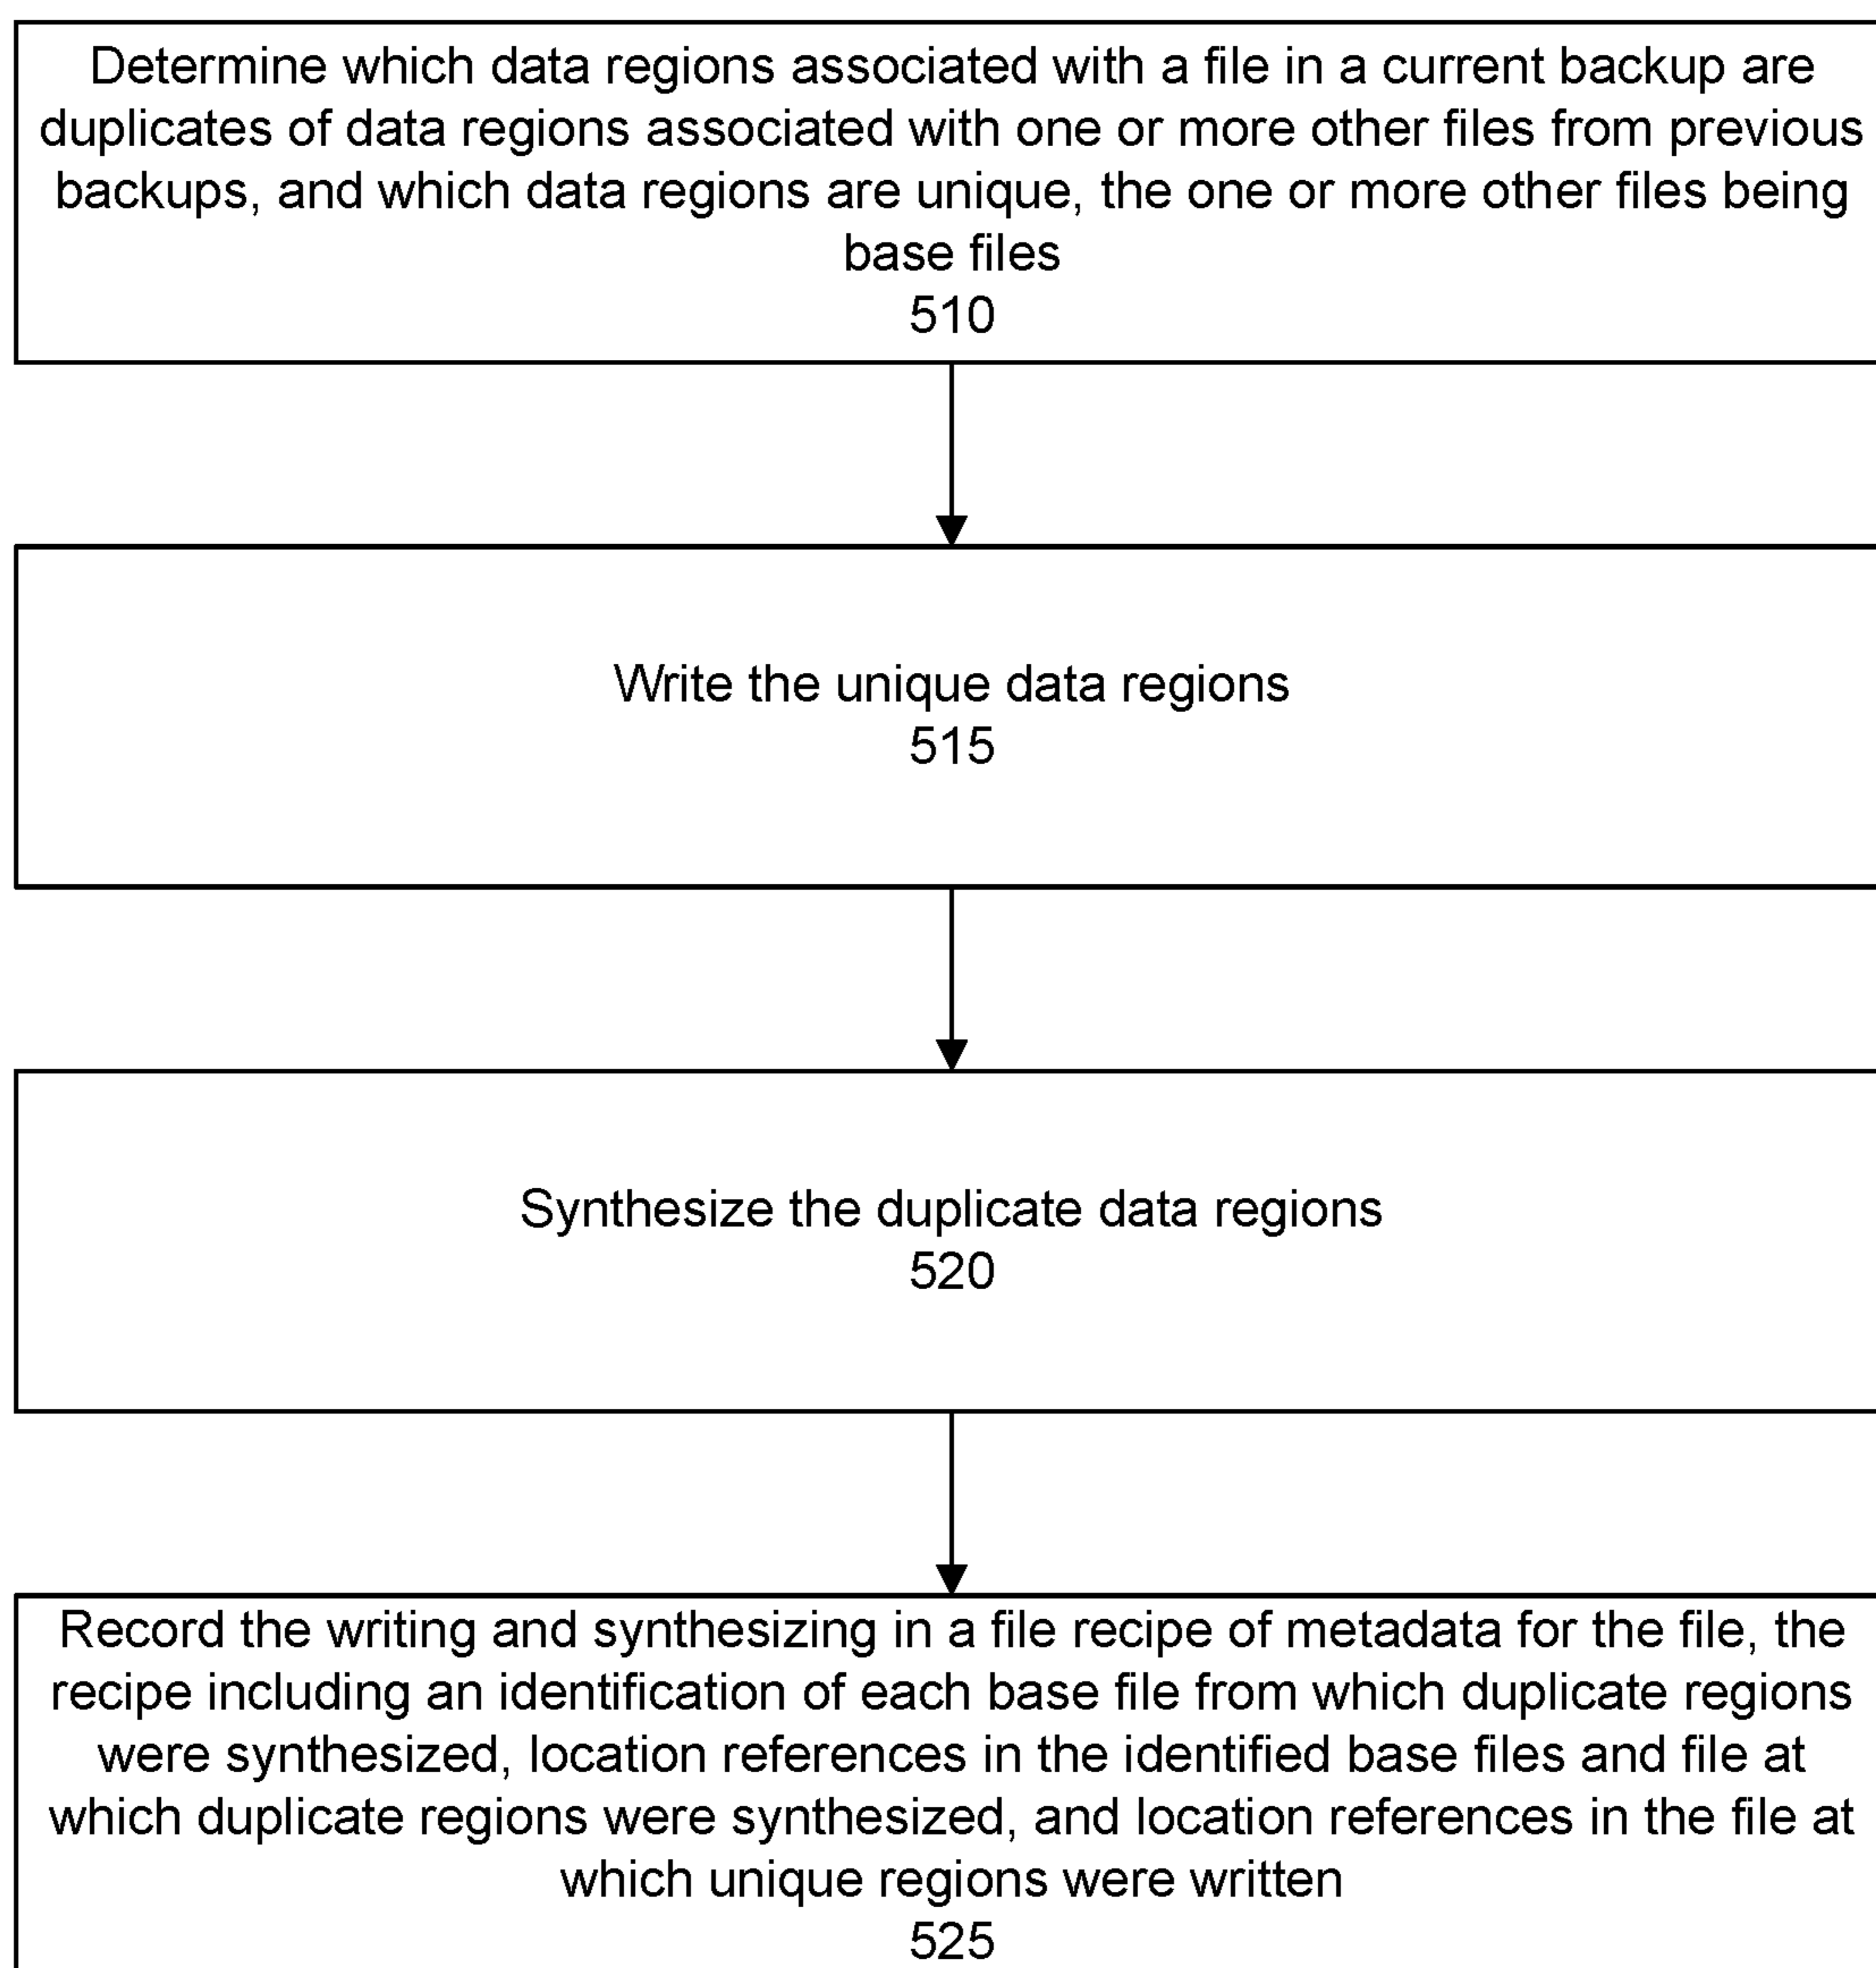 Determine which data regions associated with a file in a current backup are
duplicates of data regions associated with one or more other files from previous
backups, and which data regions are unique, the one or more other files being
base files
510
Write the unique data regions
515
Synthesize the duplicate data regions
520
Record the writing and synthesizing in a file recipe of metadata for the file, the
recipe including an identification of each base file from which duplicate regions
were synthesized, location references in the identified base files and file at
which duplicate regions were synthesized, and location references in the file at
which unique regions were written
525